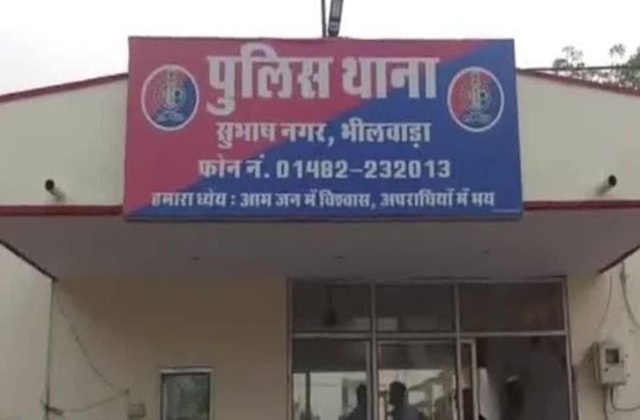 पुलिस थाना
सुभाष नगर, भीलवाड़ा
फोन नं. 01482-232013
हमारा ध्येय : आम जन में विश्वास, अपराधियों में भय